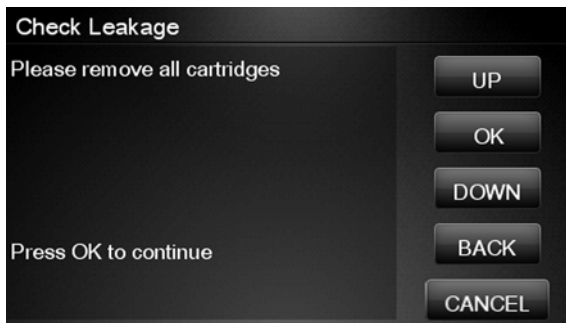 Check Leakage
Please remove all cartridges
Press OK to continue
UP
OK
DOWN
BACK
CANCEL